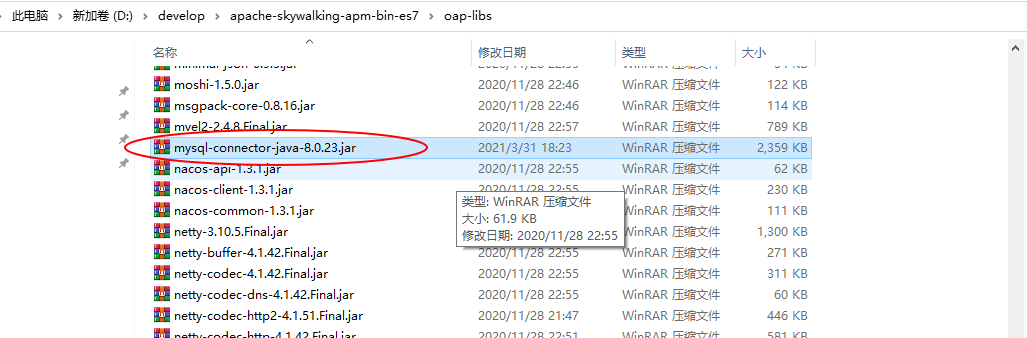 此电脑 > 新加卷 (D:) > develop > apache-skywalking-apm-bin-es7 > oap-libs
名称 修改日期 类型 大小
moshi-1.5.0.jar 2020/11/28 22:46 WinRAR 压缩文件 122 KB
msgpack-core-0.8.16.jar 2020/11/28 22:46 WinRAR 压缩文件 114 KB
mvel2-2.4.8.Final.jar 2020/11/28 22:57 WinRAR 压缩文件 789 KB
mysql-connector-java-8.0.23.jar 2021/3/31 18:23 WinRAR 压缩文件 2,359 KB
nacos-api-1.3.1.jar 2020/11/28 22:55 WinRAR 压缩文件 62 KB
nacos-client-1.3.1.jar 2020/11/28 22:55 WinRAR 压缩文件 230 KB
类型: WinRAR 压缩文件
大小: 61.9 KB
修改日期: 2020/11/28 22:55
nacos-common-1.3.1.jar WinRAR 压缩文件 111 KB
netty-3.10.5.Final.jar WinRAR 压缩文件 1,300 KB
netty-buffer-4.1.42.Final.jar 2020/11/28 22:55 WinRAR 压缩文件 271 KB
netty-codec-4.1.42.Final.jar 2020/11/28 22:55 WinRAR 压缩文件 311 KB
netty-codec-dns-4.1.42.Final.jar 2020/11/28 22:55 WinRAR 压缩文件 60 KB
netty-codec-http2-4.1.51.Final.jar 2020/11/28 21:47 WinRAR 压缩文件 446 KB
netty-codec-http-4.1.42.Final.jar 2020/11/28 22:51 WinRAR 压缩文件 581 KB